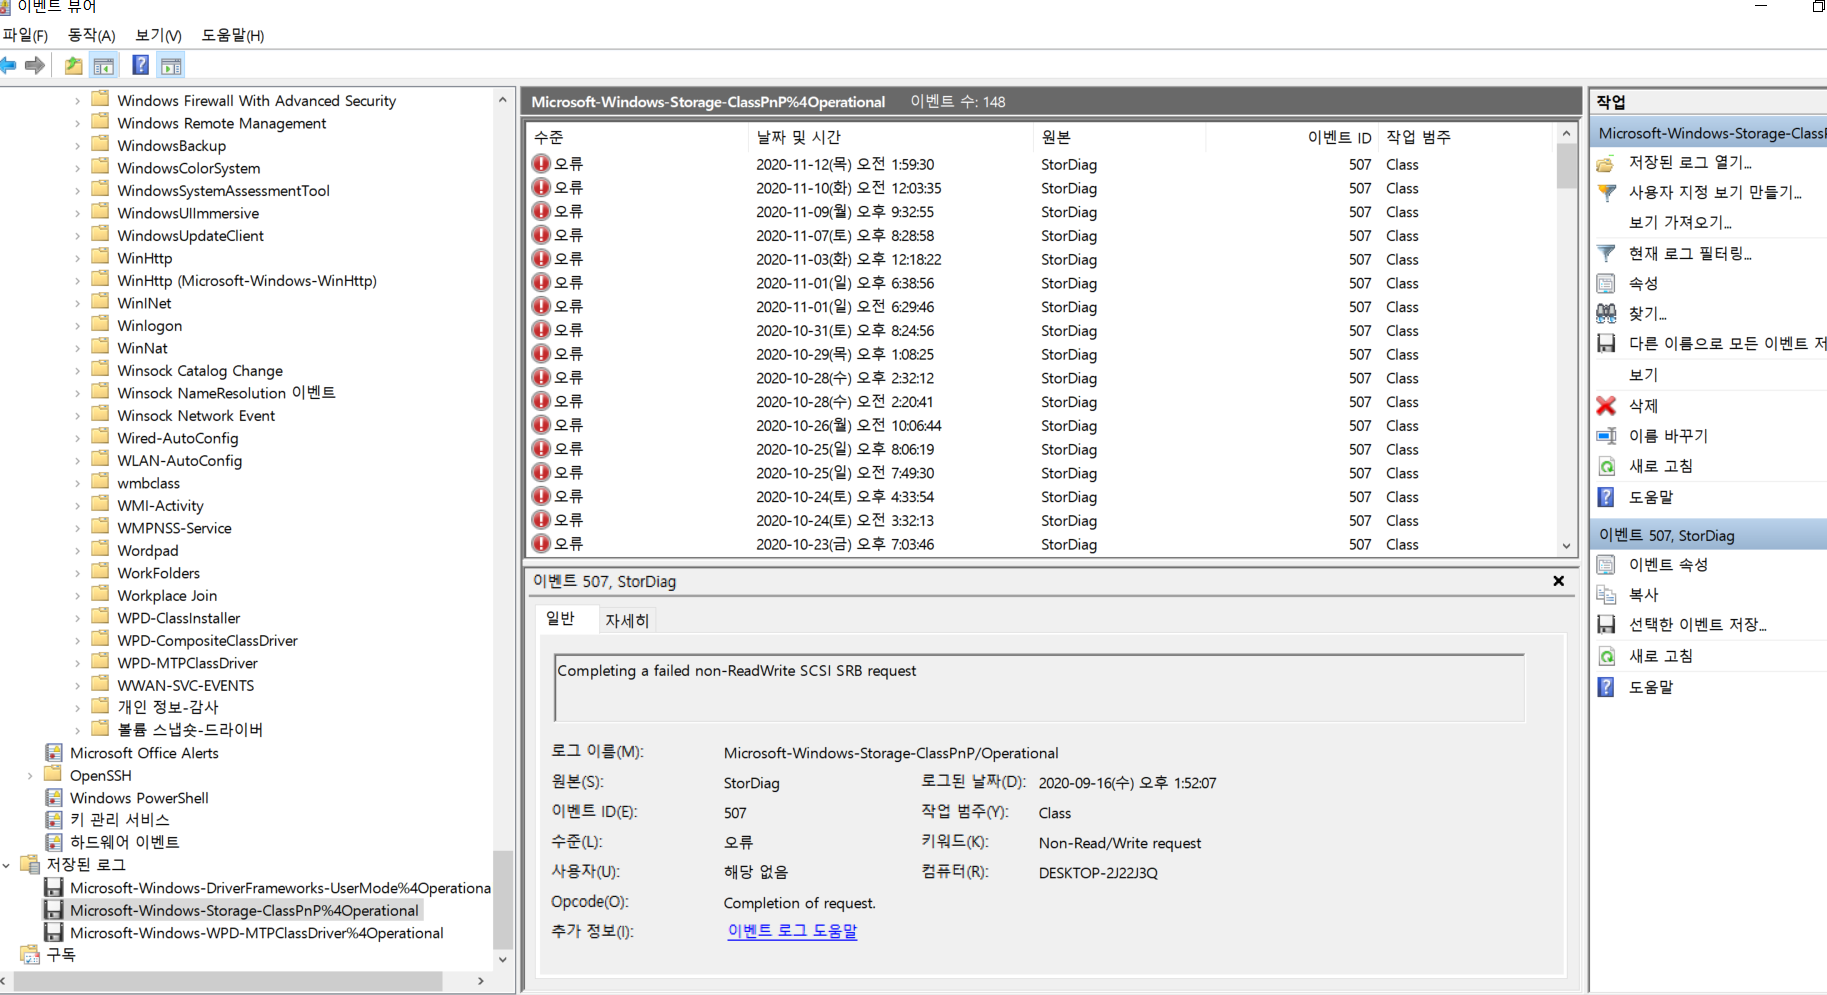 이벤트 뷰어
파일(F) 동작(A) 보기(V) 도움말(H)
Windows Firewall With Advanced Security
Windows Remote Management
WindowsBackup
WindowsColorSystem
WindowsSystemAssessmentTool
WindowsUIImmersive
WindowsUpdateClient
WinHttp
WinHttp (Microsoft-Windows-WinHttp)
WinINet
Winlogon
WinNat
Winsock Catalog Change
Winsock NameResolution 이벤트
Winsock Network Event
Wired-AutoConfig
WLAN-AutoConfig
wmbclass
WMI-Activity
WMPNSS-Service
Wordpad
WorkFolders
Workplace Join
WPD-ClassInstaller
WPD-CompositeClassDriver
WPD-MTPClassDriver
WWAN-SVC-EVENTS
개인 정보-감사
볼륨 스냅숏-드라이버
Microsoft Office Alerts
OpenSSH
Windows PowerShell
키 관리 서비스
하드웨어 이벤트
저장된 로그
Microsoft-Windows-DriverFrameworks-UserMode%4Operationa
Microsoft-Windows-Storage-ClassPnP%4Operational
Microsoft-Windows-WPD-MTPClassDriver%4Operational
구독
Microsoft-Windows-Storage-ClassPnP%4Operational 이벤트 수: 148
수준 날짜 및 시간 원본 이벤트 ID 작업 범주
오류 2020-11-12(목) 오전 1:59:30 StorDiag 507 Class
오류 2020-11-10(화) 오전 12:03:35 StorDiag 507 Class
오류 2020-11-09(월) 오후 9:32:55 StorDiag 507 Class
오류 2020-11-07(토) 오후 8:28:58 StorDiag 507 Class
오류 2020-11-03(화) 오후 12:18:22 StorDiag 507 Class
오류 2020-11-01(일) 오후 6:38:56 StorDiag 507 Class
오류 2020-11-01(일) 오전 6:29:46 StorDiag 507 Class
오류 2020-10-31(토) 오후 8:24:56 StorDiag 507 Class
오류 2020-10-29(목) 오후 1:08:25 StorDiag 507 Class
오류 2020-10-28(수) 오후 2:32:12 StorDiag 507 Class
오류 2020-10-28(수) 오전 2:20:41 StorDiag 507 Class
오류 2020-10-26(월) 오전 10:06:44 StorDiag 507 Class
오류 2020-10-25(일) 오후 8:06:19 StorDiag 507 Class
오류 2020-10-25(일) 오전 7:49:30 StorDiag 507 Class
오류 2020-10-24(토) 오후 4:33:54 StorDiag 507 Class
오류 2020-10-24(토) 오전 3:32:13 StorDiag 507 Class
오류 2020-10-23(금) 오후 7:03:46 StorDiag 507 Class
이벤트 507, StorDiag
일반 자세히
Completing a failed non-ReadWrite SCSI SRB request
로그 이름(M): Microsoft-Windows-Storage-ClassPnP/Operational
원본(S): StorDiag 로그된 날짜(D): 2020-09-16(수) 오후 1:52:07
이벤트 ID(E): 507 작업 범주(Y): Class
수준(L): 오류 키워드(K): Non-Read/Write request
사용자(U): 해당 없음 컴퓨터(R): DESKTOP-2J22J3Q
Opcode(O): Completion of request.
추가 정보(I): 이벤트 로그 도움말
작업
Microsoft-Windows-Storage-Class
저장된 로그 열기...
사용자 지정 보기 만들기...
보기 가져오기...
현재 로그 필터링...
속성
찾기...
다른 이름으로 모든 이벤트 저
보기
삭제
이름 바꾸기
새로 고침
도움말
이벤트 507, StorDiag
이벤트 속성
복사
선택한 이벤트 저장...
새로 고침
도움말